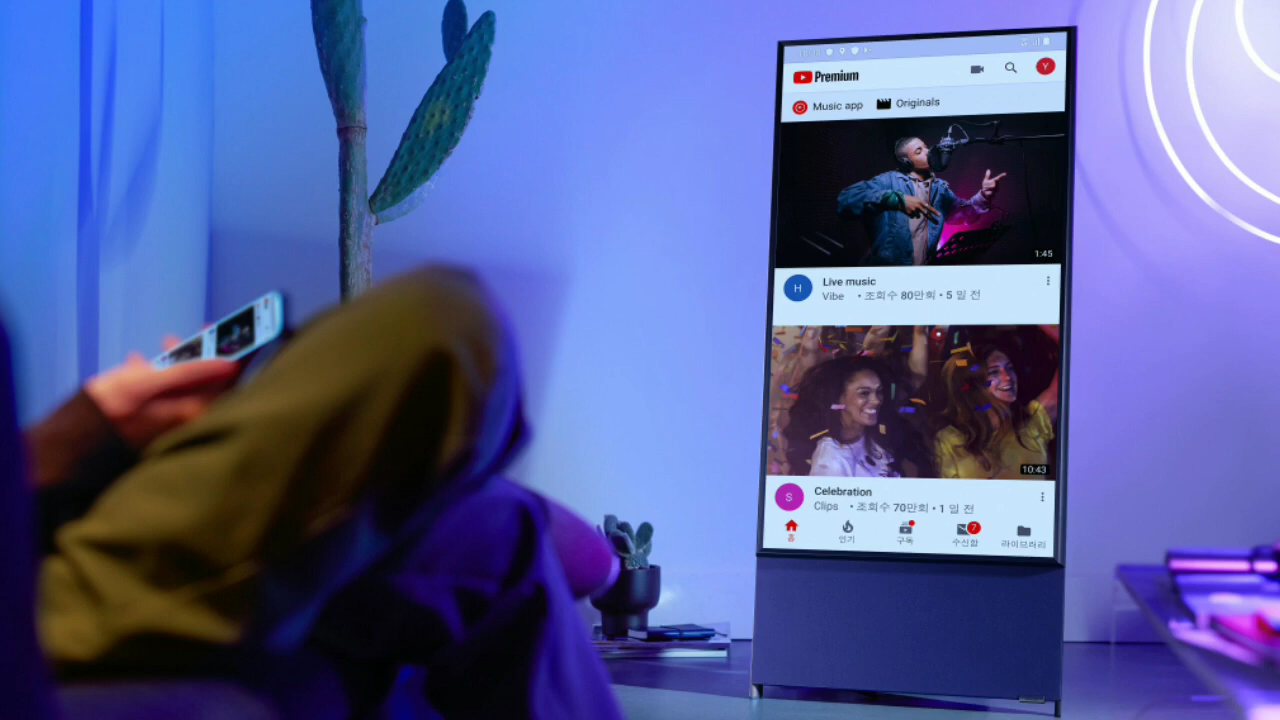 Premium
Y
Music app
Originals
1:45
H
Live music
Vibe • 조회수 80만회 • 5 일 전
10:43
S
Celebration
Clips • 조회수 70만회 • 1 일 전
7
홈
인기
구독
수신함
라이브러리